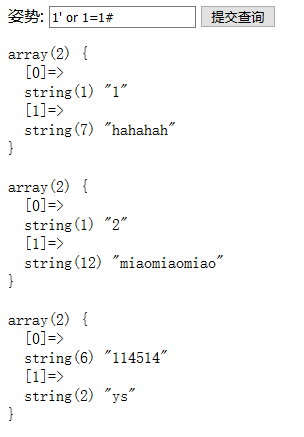 姿势: 1' or 1=1# 提交查询
array(2) {
  [0]=>
  string(1) "1"
  [1]=>
  string(7) "hahahah"
}
array(2) {
  [0]=>
  string(1) "2"
  [1]=>
  string(12) "miaomiaomiao"
}
array(2) {
  [0]=>
  string(6) "114514"
  [1]=>
  string(2) "ys"
}